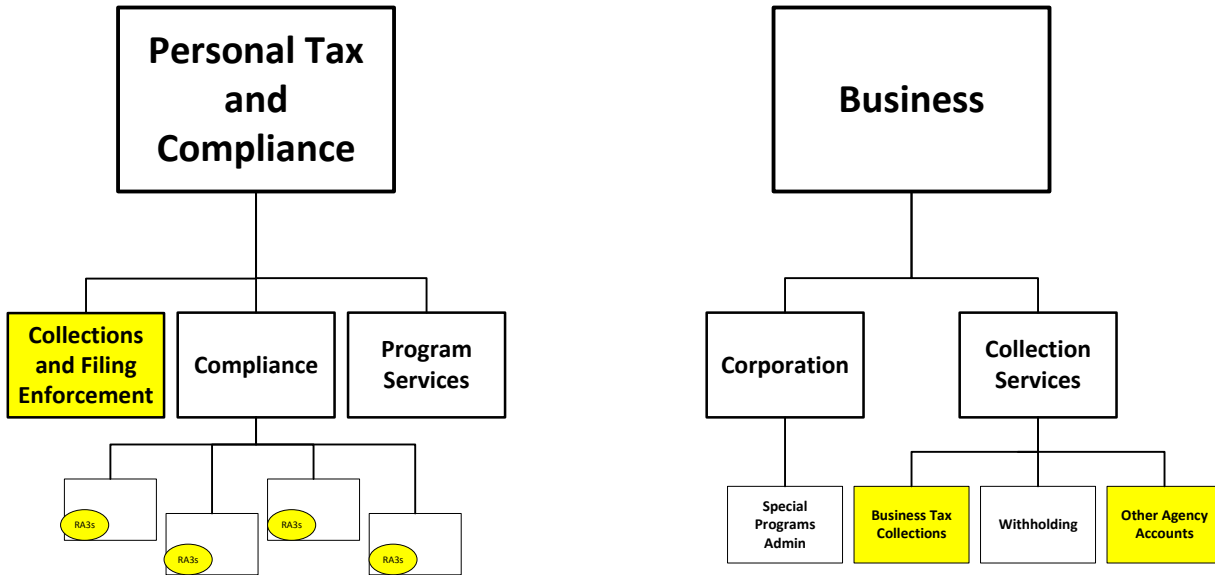 Personal Tax
and
Compliance
Business
Collections
and Filing
Enforcement
Compliance
Program
Services
Corporation
Collection
Services
RA3s
RA3s
RA3s
RA3s
Special
Programs
Admin
Business Tax
Collections
Withholding
Other Agency
Accounts